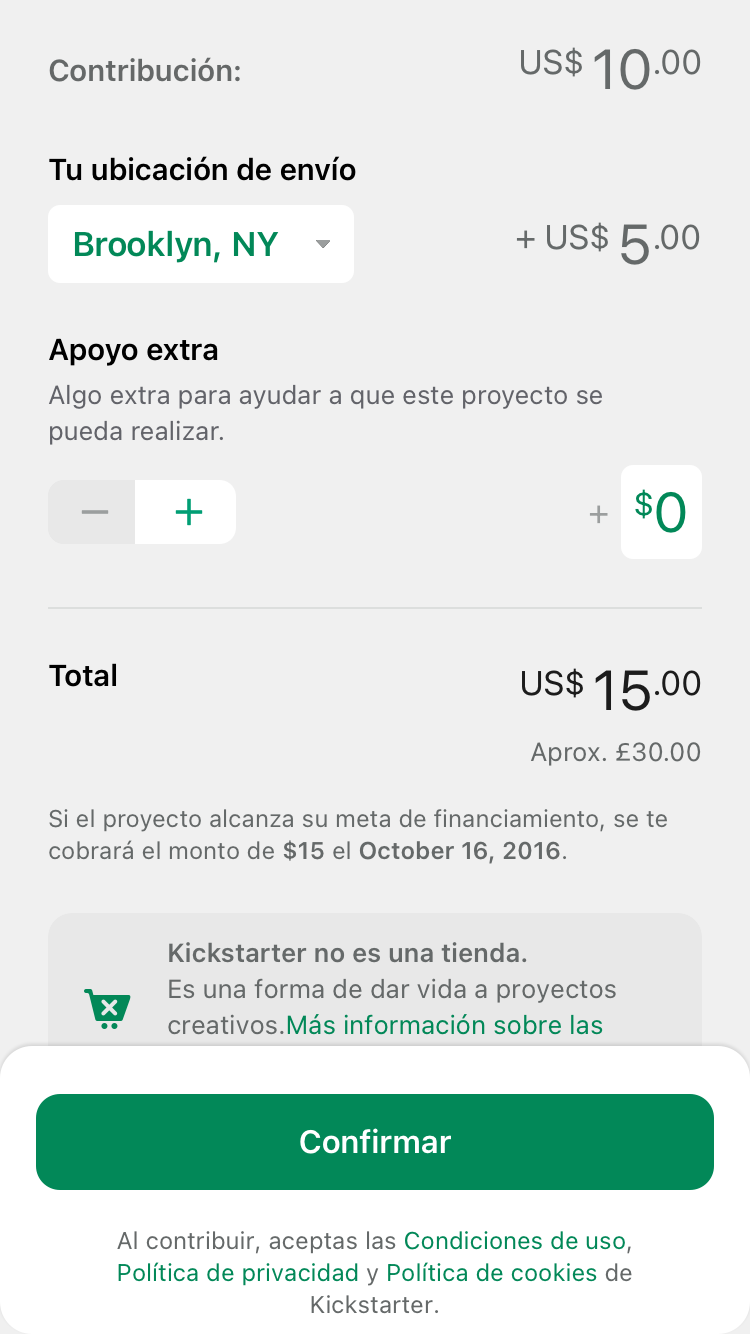 Contribución:
US$ 10.00
Tu ubicación de envío
Brooklyn, NY
+ US$ 5.00
Apoyo extra
Algo extra para ayudar a que este proyecto se
pueda realizar.
− +
+ $0
Total
US$ 15.00
Aprox. £30.00
Si el proyecto alcanza su meta de financiamiento, se te
cobrará el monto de $15 el October 16, 2016.
Kickstarter no es una tienda.
Es una forma de dar vida a proyectos
creativos.Más información sobre las
Confirmar
Al contribuir, aceptas las Condiciones de uso,
Política de privacidad y Política de cookies de
Kickstarter.